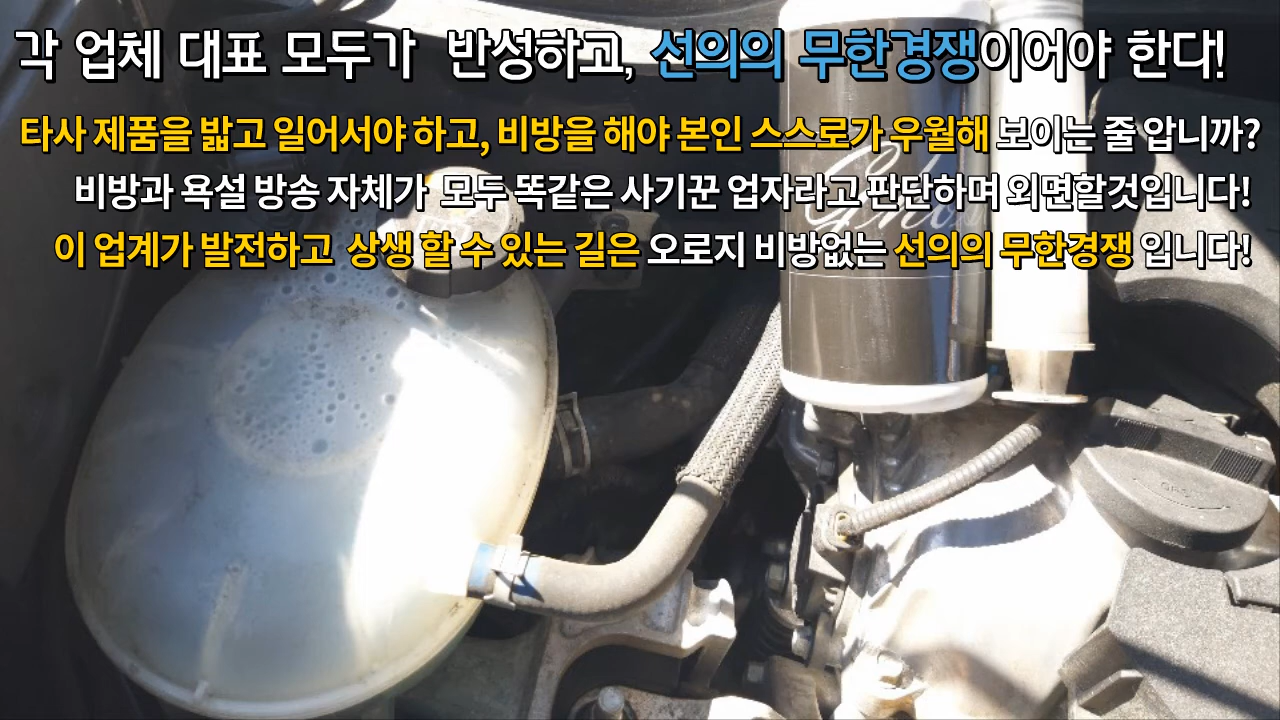 각 업체 대표 모두가 반성하고, 선의의 무한경쟁이어야 한다!
타사 제품을 밟고 일어서야 하고, 비방을 해야 본인 스스로가 우월해 보이는 줄 압니까?
비방과 욕설 방송 자체가 모두 똑같은 사기꾼 업자라고 판단하며 외면할것입니다!
이 업계가 발전하고 상생 할 수 있는 길은 오로지 비방없는 선의의 무한경쟁 입니다!